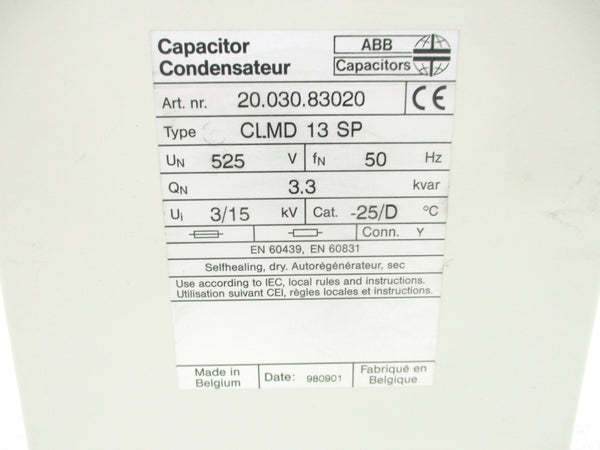 Capacitor
Condensateur
ABB
Capacitors
Art. nr. 20.030.83020 CE
Type CLMD 13 SP
UN 525 V fN 50 Hz
QN 3.3 kvar
Ui 3/15 kV Cat. -25/D °C
Conn. Y
EN 60439, EN 60831
Selfhealing, dry. Autorégénérateur, sec
Use according to IEC, local rules and instructions.
Utilisation suivant CEI, règles locales et instructions.
Made in
Belgium
Date: 980901
Fabriqué en
Belgique